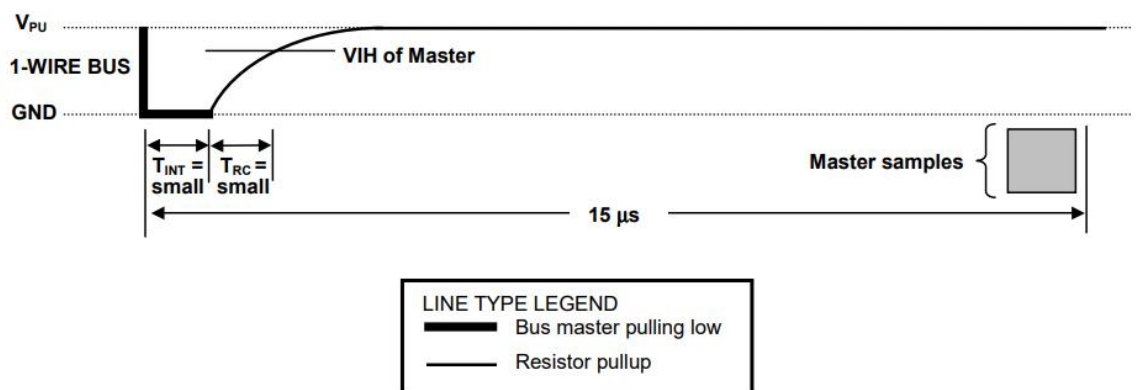 VPU
1-WIRE BUS
VIH of Master
GND
TINT = small
TRC = small
Master samples
15 μs
LINE TYPE LEGEND
Bus master pulling low
Resistor pullup